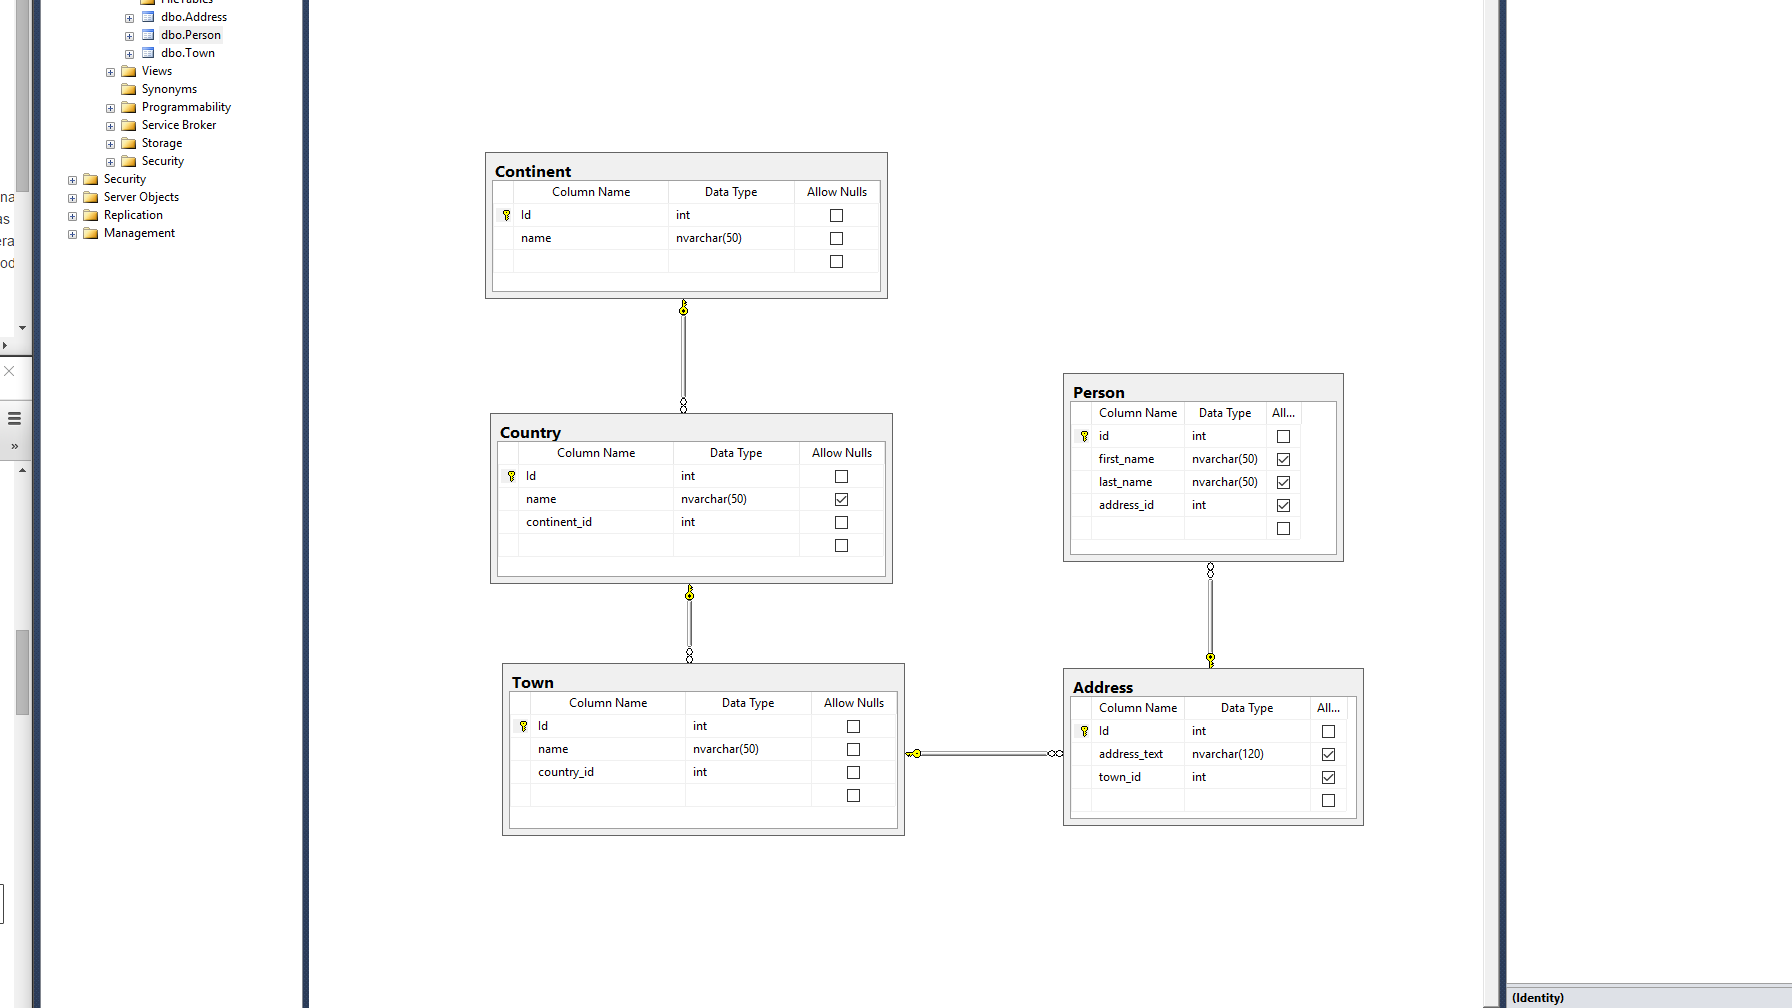 FileTables
dbo.Address
dbo.Person
dbo.Town
Views
Synonyms
Programmability
Service Broker
Storage
Security
Security
Server Objects
Replication
Management
Continent
Column Name Data Type Allow Nulls
Id int
name nvarchar(50)
Country
Column Name Data Type Allow Nulls
Id int
name nvarchar(50)
continent_id int
Town
Column Name Data Type Allow Nulls
Id int
name nvarchar(50)
country_id int
Person
Column Name Data Type All...
id int
first_name nvarchar(50)
last_name nvarchar(50)
address_id int
Address
Column Name Data Type All...
Id int
address_text nvarchar(120)
town_id int
(Identity)